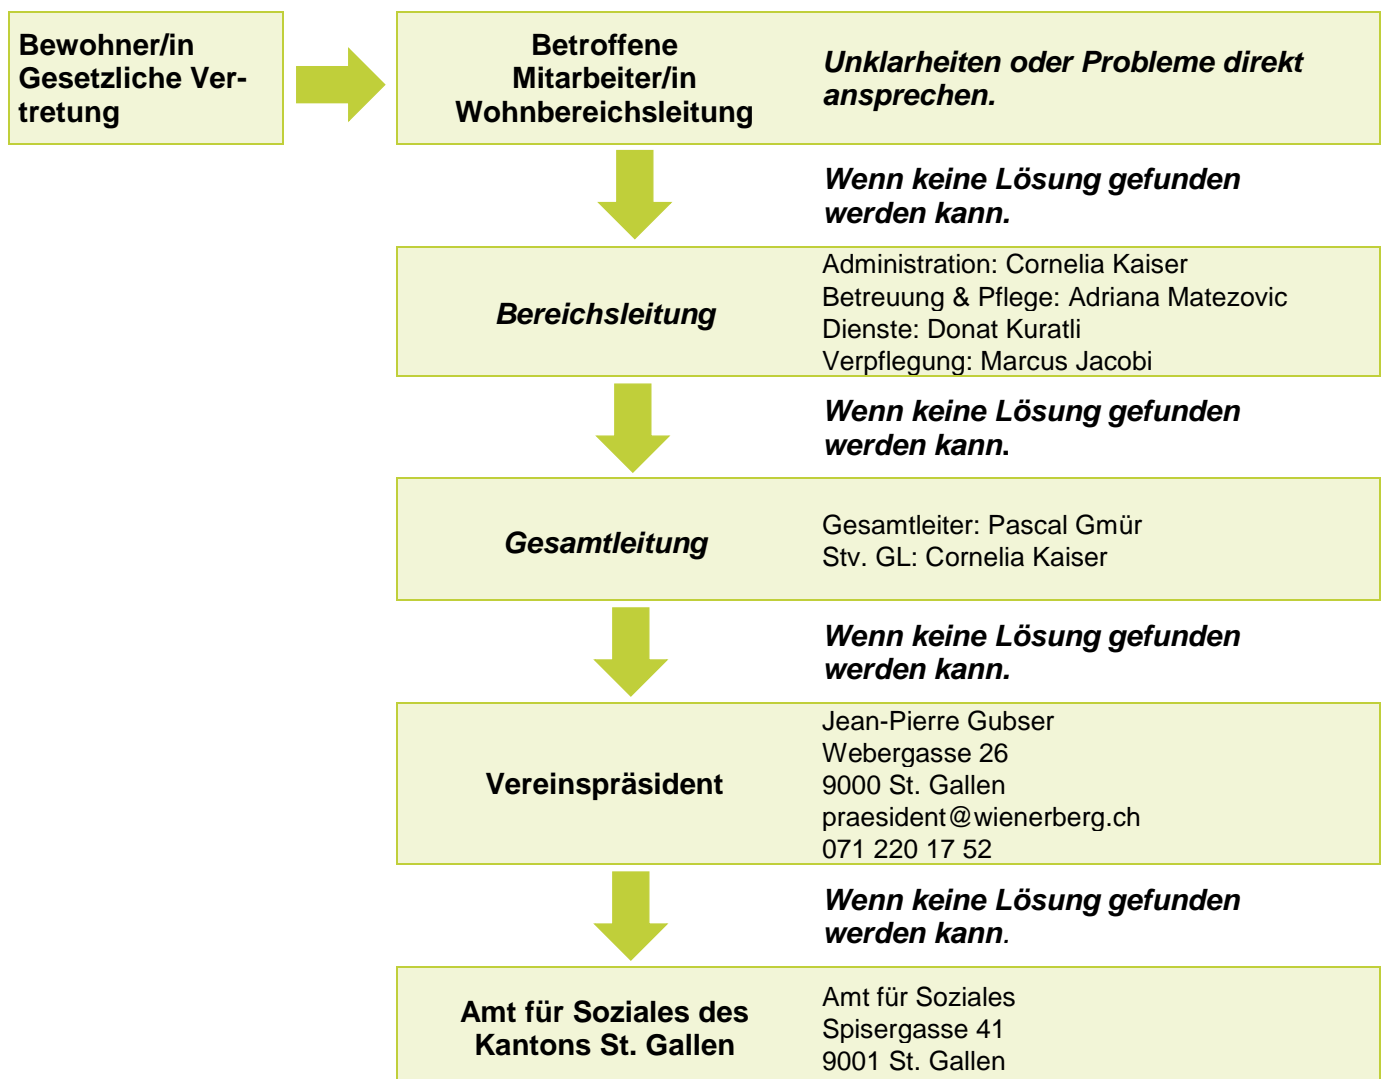 Bewohner/in
Gesetzliche Ver-
tretung
Betroffene
Mitarbeiter/in
Wohnbereichsleitung
Unklarheiten oder Probleme direkt
ansprechen.
Wenn keine Lösung gefunden
werden kann.
Bereichsleitung
Administration: Cornelia Kaiser
Betreuung & Pflege: Adriana Matezovic
Dienste: Donat Kuratli
Verpflegung: Marcus Jacobi
Wenn keine Lösung gefunden
werden kann.
Gesamtleitung
Gesamtleiter: Pascal Gmür
Stv. GL: Cornelia Kaiser
Wenn keine Lösung gefunden
werden kann.
Vereinspräsident
Jean-Pierre Gubser
Webergasse 26
9000 St. Gallen
praesident@wienerberg.ch
071 220 17 52
Wenn keine Lösung gefunden
werden kann.
Amt für Soziales des
Kantons St. Gallen
Amt für Soziales
Spisergasse 41
9001 St. Gallen